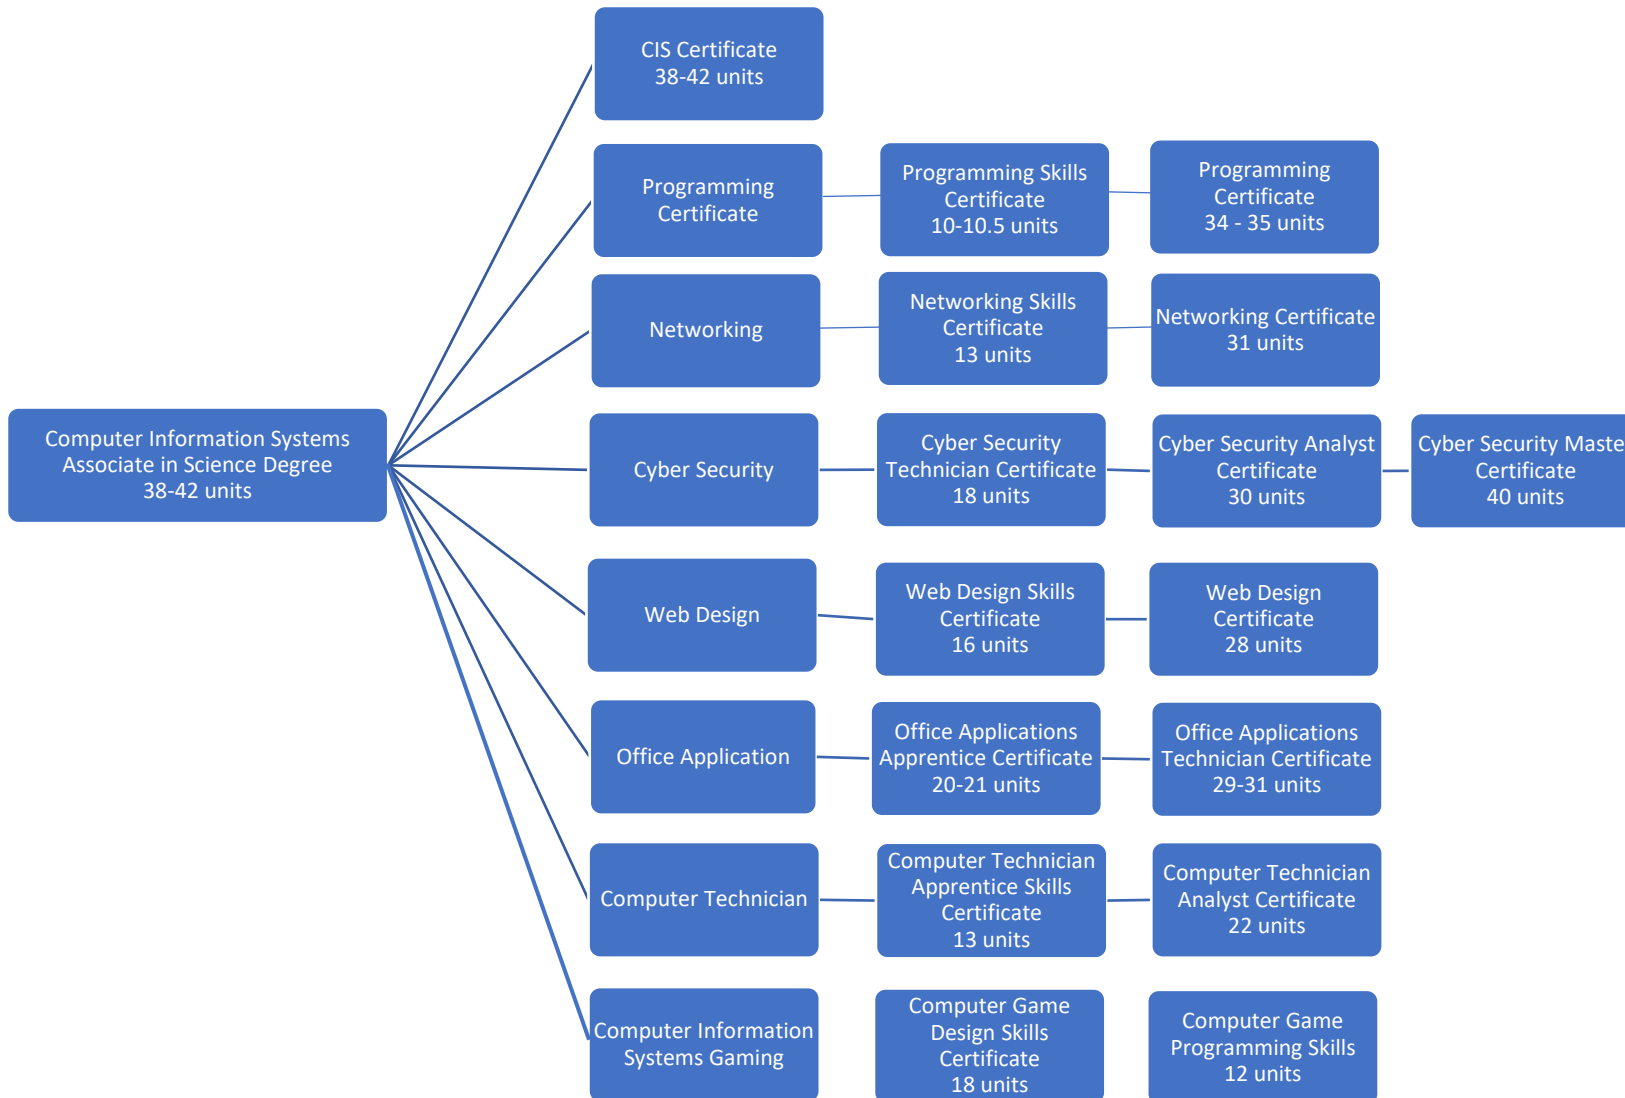 CIS Certificate
38-42 units
Programming
Certificate
Programming Skills
Certificate
10-10.5 units
Programming
Certificate
34 - 35 units
Networking
Networking Skills
Certificate
13 units
Networking Certificate
31 units
Computer Information Systems
Associate in Science Degree
38-42 units
Cyber Security
Cyber Security
Technician Certificate
18 units
Cyber Security Analyst
Certificate
30 units
Cyber Security Maste
Certificate
40 units
Web Design
Web Design Skills
Certificate
16 units
Web Design
Certificate
28 units
Office Application
Office Applications
Apprentice Certificate
20-21 units
Office Applications
Technician Certificate
29-31 units
Computer Technician
Computer Technician
Apprentice Skills
Certificate
13 units
Computer Technician
Analyst Certificate
22 units
Computer Information
Systems Gaming
Computer Game
Design Skills
Certificate
18 units
Computer Game
Programming Skills
12 units